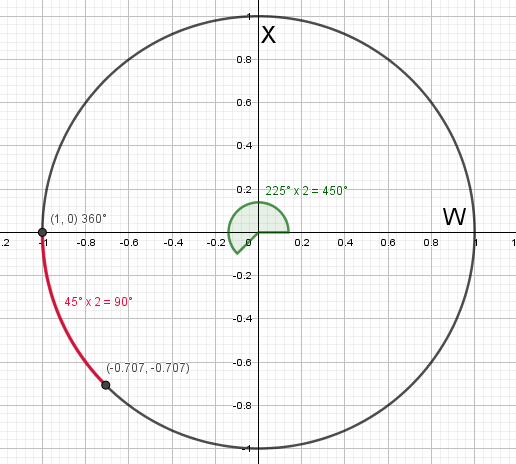 1
X
0.8
0.6
0.4
0.2
225° x 2 = 450°
(1, 0) 360°
W
.2 -1 -0.8 -0.6 -0.4 -0.2 0 0.2 0.4 0.6 0.8 1
-0.2
45° x 2 = 90°
-0.4
-0.6
(-0.707, -0.707)
-0.8
-1